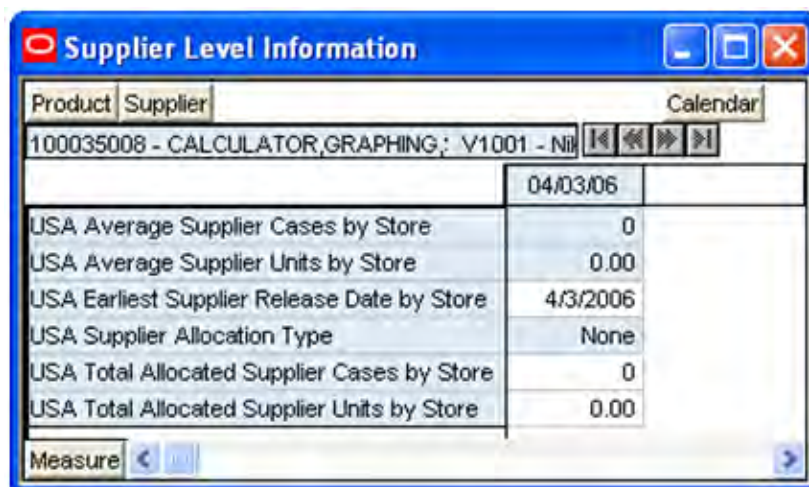 Supplier Level Information
Product Supplier Calendar
100035008 - CALCULATOR,GRAPHING,: V1001 - Nik
04/03/06
USA Average Supplier Cases by Store 0
USA Average Supplier Units by Store 0.00
USA Earliest Supplier Release Date by Store 4/3/2006
USA Supplier Allocation Type None
USA Total Allocated Supplier Cases by Store 0
USA Total Allocated Supplier Units by Store 0.00
Measure